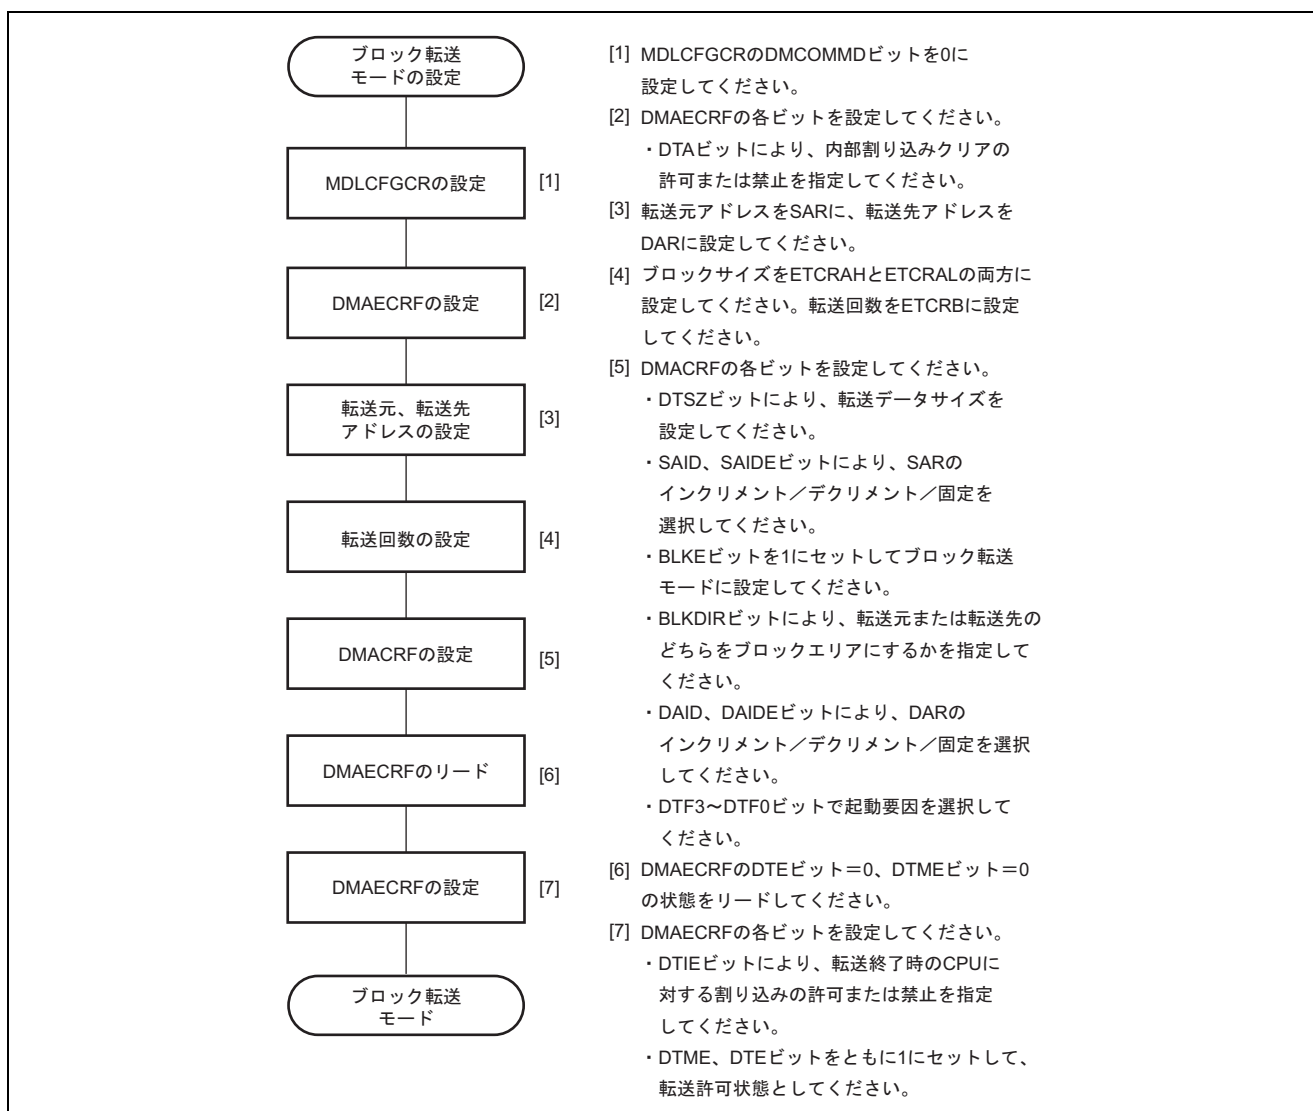 ブロック転送
モードの設定
MDLCFGCRの設定
[1]
DMAECRFの設定
[2]
転送元、転送先
アドレスの設定
[3]
転送回数の設定
[4]
DMACRFの設定
[5]
DMAECRFのリード
[6]
DMAECRFの設定
[7]
ブロック転送
モード
[1] MDLCFGCRのDMCOMMDビットを0に
設定してください。
[2] DMAECRFの各ビットを設定してください。
・DTAビットにより、内部割り込みクリアの
許可または禁止を指定してください。
[3] 転送元アドレスをSARに、転送先アドレスを
DARに設定してください。
[4] ブロックサイズをETCRAHとETCRALの両方に
設定してください。転送回数をETCRBに設定
してください。
[5] DMACRFの各ビットを設定してください。
・DTSZビットにより、転送データサイズを
設定してください。
・SAID、SAIDEビットにより、SARの
インクリメント／デクリメント／固定を
選択してください。
・BLKEビットを1にセットしてブロック転送
モードに設定してください。
・BLKDIRビットにより、転送元または転送先の
どちらをブロックエリアにするかを指定して
ください。
・DAID、DAIDEビットにより、DARの
インクリメント／デクリメント／固定を選択
してください。
・DTF3～DTF0ビットで起動要因を選択して
ください。
[6] DMAECRFのDTEビット＝0、DTMEビット＝0
の状態をリードしてください。
[7] DMAECRFの各ビットを設定してください。
・DTIEビットにより、転送終了時のCPUに
対する割り込みの許可または禁止を指定
してください。
・DTME、DTEビットをともに1にセットして、
転送許可状態としてください。